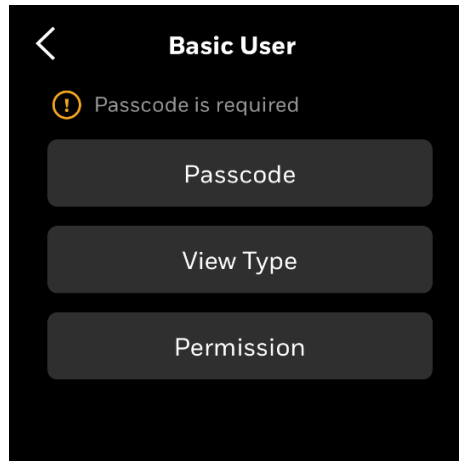 Basic User
Passcode is required
Passcode
View Type
Permission